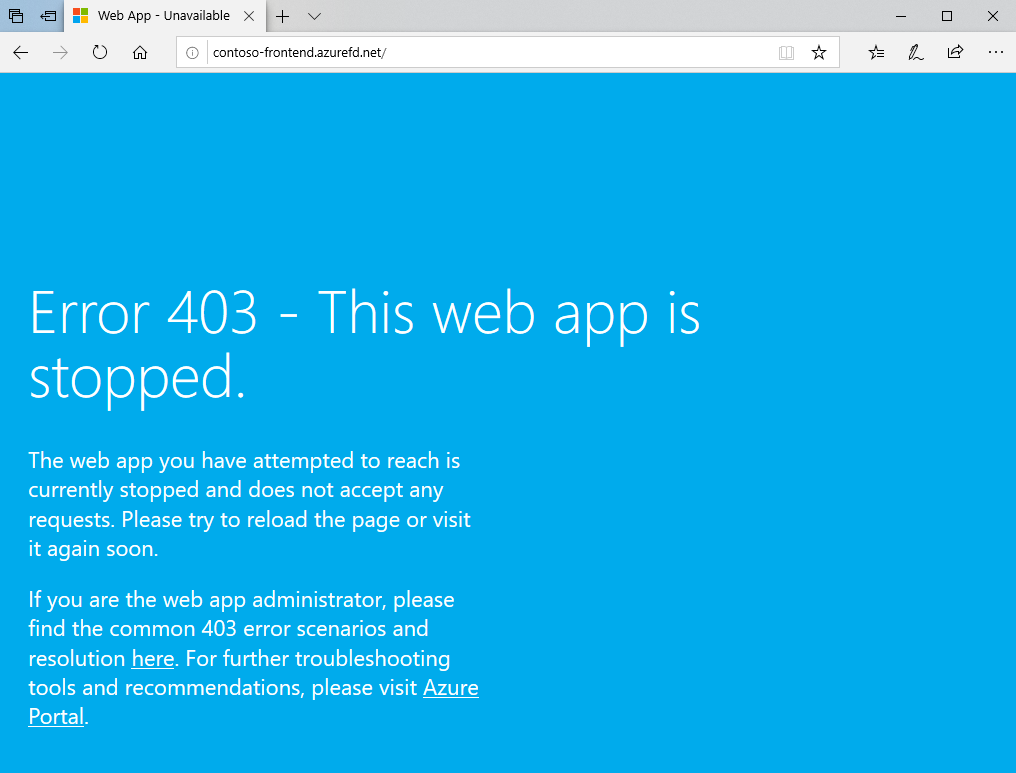 Web App - Unavailable
contoso-frontend.azurefd.net/
Error 403 - This web app is
stopped.
The web app you have attempted to reach is
currently stopped and does not accept any
requests. Please try to reload the page or visit
it again soon.
If you are the web app administrator, please
find the common 403 error scenarios and
resolution here. For further troubleshooting
tools and recommendations, please visit Azure
Portal.